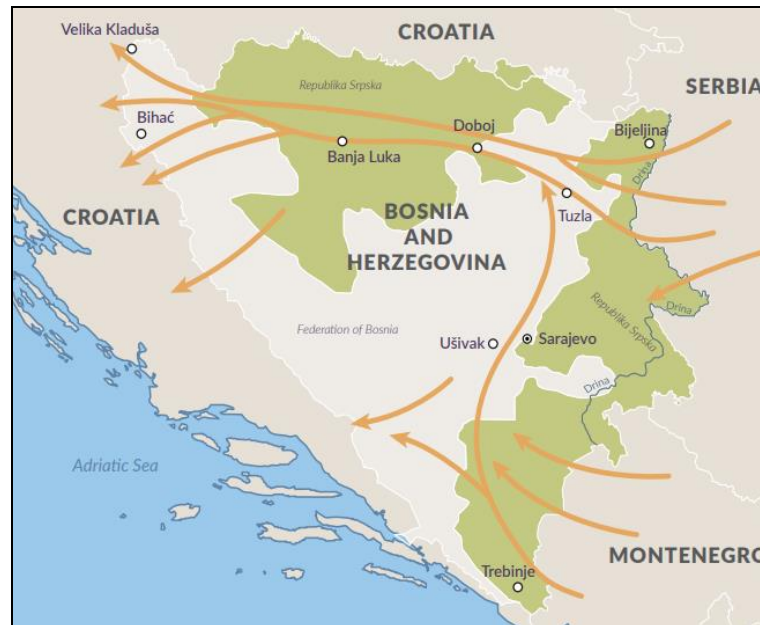 Velika Kladuša
CROATIA
Republika Srpska
SERBIA
Bihać
Doboj
Bijeljina
Banja Luka
Drina
Tuzla
CROATIA
BOSNIA
AND
HERZEGOVINA
Republika Srpska
Drina
Federation of Bosnia
Ušivak
Sarajevo
Drina
Adriatic Sea
MONTENEGRO
Trebinje